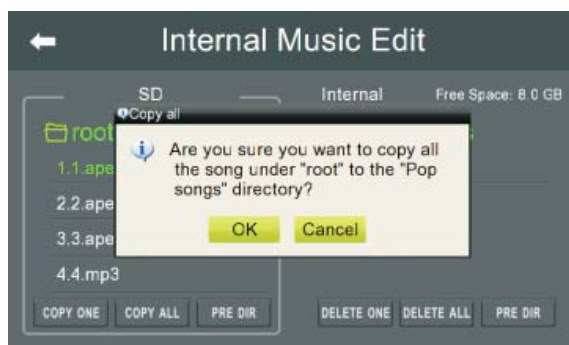 Internal Music Edit
SD
Internal
Free Space: 8.0 GB
Copy all
root
1.1.ape
2.2.ape
3.3.ape
4.4.mp3
Are you sure you want to copy all
the song under "root" to the "Pop
songs" directory?
OK
Cancel
COPY ONE
COPY ALL
PRE DIR
DELETE ONE
DELETE ALL
PRE DIR